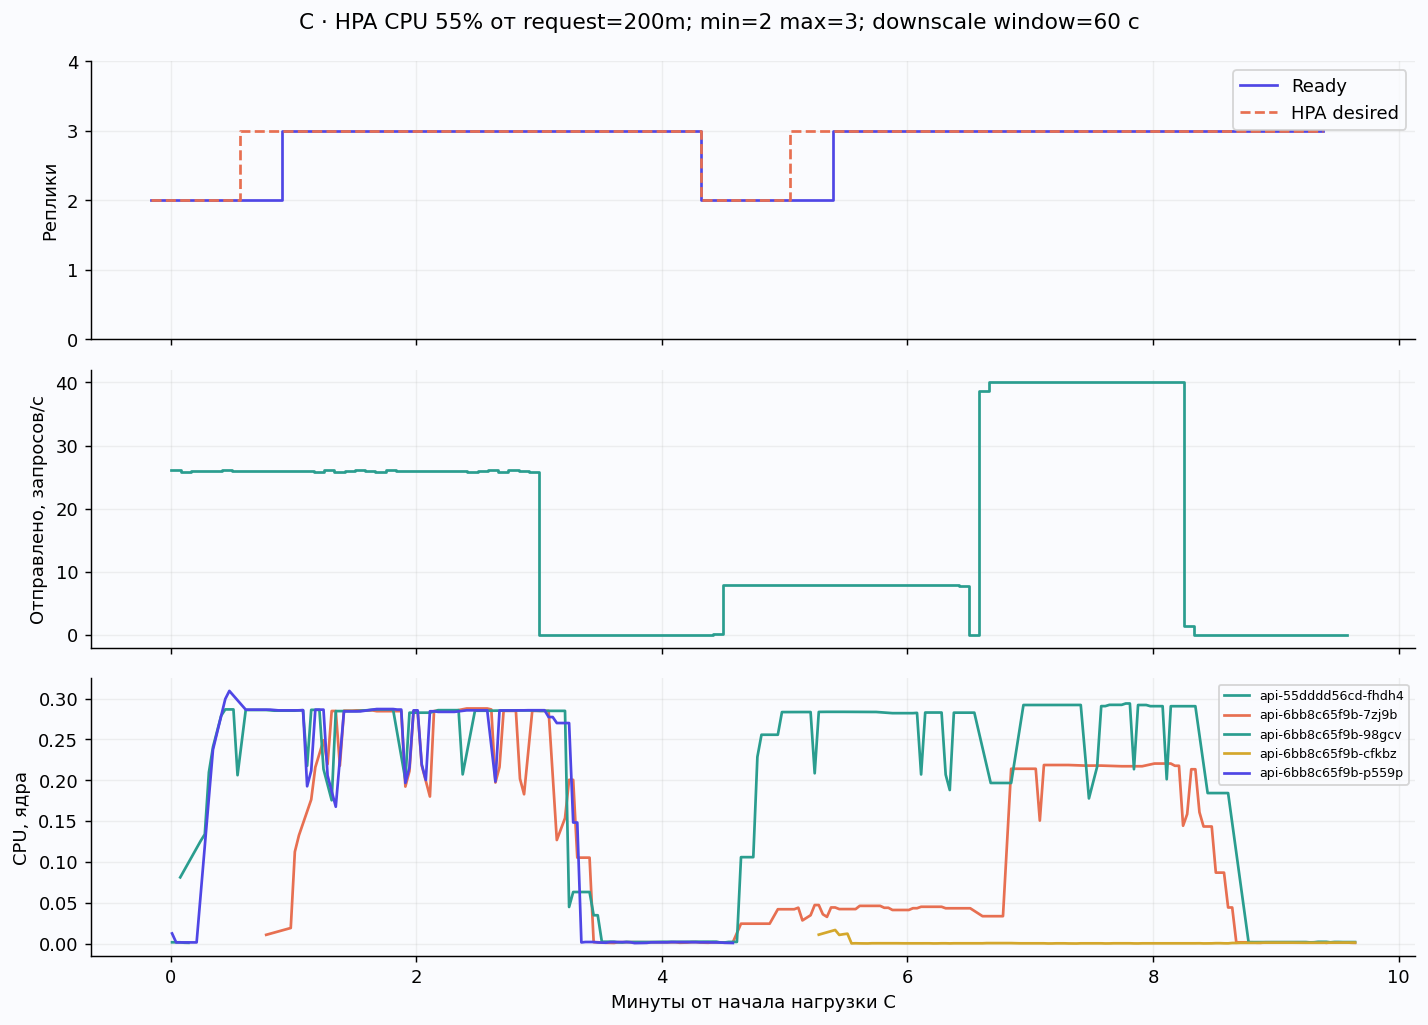 C · HPA CPU 55% от request=200m; min=2 max=3; downscale window=60 с
Реплики
4
3
2
1
0
Ready
HPA desired
Отправлено, запросов/с
40
30
20
10
0
CPU, ядра
0.30
0.25
0.20
0.15
0.10
0.05
0.00
api-55dddd56cd-fhdh4
api-6bb8c65f9b-7zj9b
api-6bb8c65f9b-98gcv
api-6bb8c65f9b-cfkbz
api-6bb8c65f9b-p559p
0 2 4 6 8 10
Минуты от начала нагрузки C